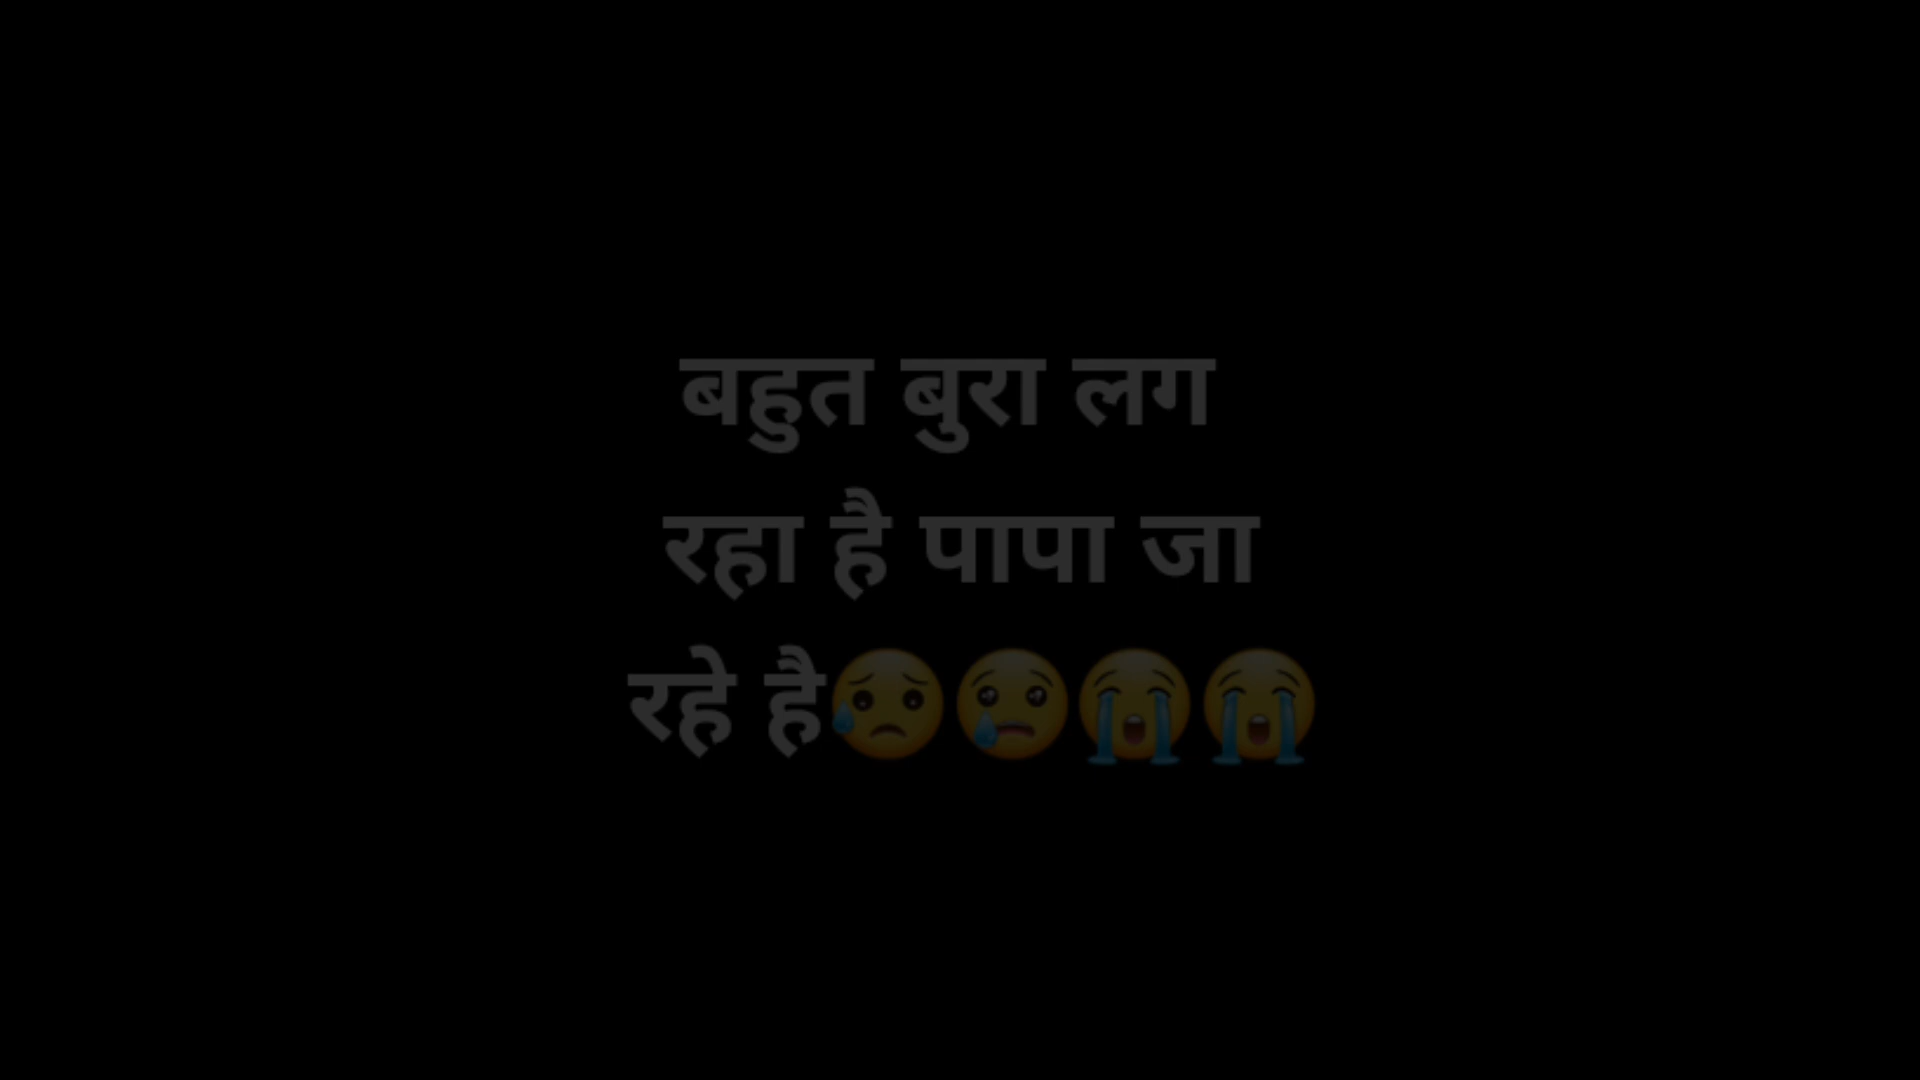 बहुत बुरा लग
रहा है पापा जा
रहे है😥😢😭😭